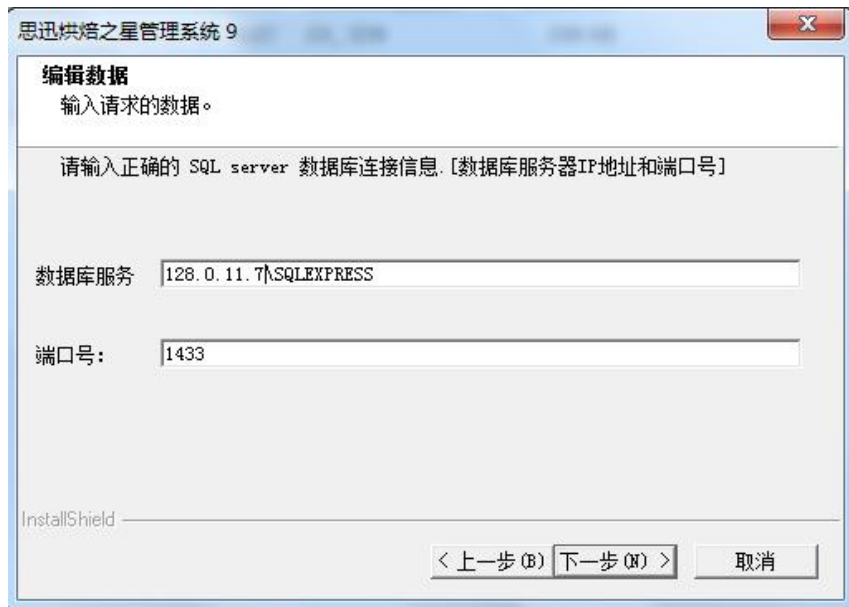 思迅烘焙之星管理系统 9
编辑数据
输入请求的数据。
请输入正确的 SQL server 数据库连接信息.[数据库服务器IP地址和端口号]
数据库服务 128.0.11.7\SQLEXPRESS
端口号: 1433
InstallShield
< 上一步(B) 下一步(N) > 取消